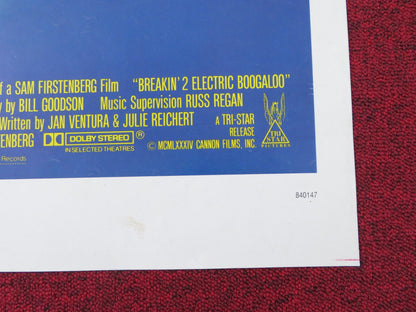 f a SAM FIRSTENBERG Film "BREAKIN' 2 ELECTRIC BOOGALOO"
y by BILL GOODSON Music Supervision RUSS REGAN
Written by JAN VENTURA & JULIE REICHERT
A TRI-STAR RELEASE
TENBERG DOLBY STEREO ®
IN SELECTED THEATRES
© MCMLXXXIV CANNON FILMS, INC.
TRI STAR PICTURES
Records
840147